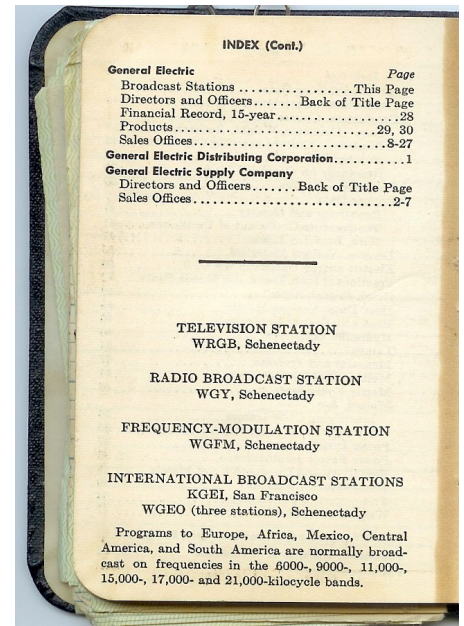 INDEX (Cont.)
General Electric Page
Broadcast Stations ................This Page
Directors and Officers.......Back of Title Page
Financial Record, 15-year..................28
Products.................................29, 30
Sales Offices..............................8-27
General Electric Distributing Corporation..........1
General Electric Supply Company
Directors and Officers.......Back of Title Page
Sales Offices..............................2-7
TELEVISION STATION
WRGB, Schenectady
RADIO BROADCAST STATION
WGY, Schenectady
FREQUENCY-MODULATION STATION
WGFM, Schenectady
INTERNATIONAL BROADCAST STATIONS
KGEI, San Francisco
WGEO (three stations), Schenectady
Programs to Europe, Africa, Mexico, Central
America, and South America are normally broad-
cast on frequencies in the 6000-, 9000-, 11,000-,
15,000-, 17,000- and 21,000-kilocycle bands.